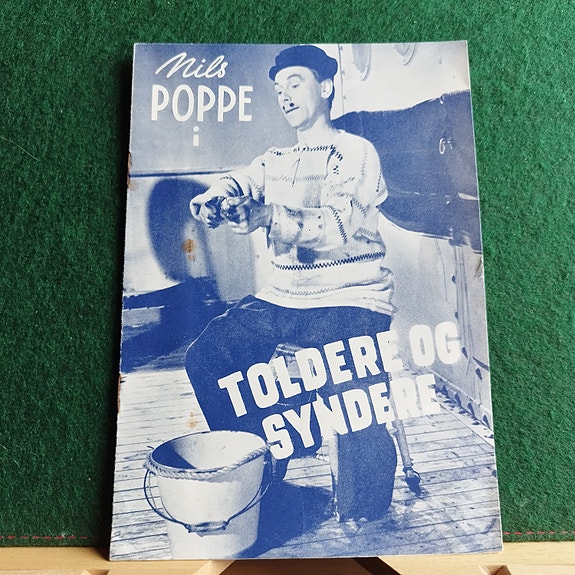 Nils
POPPE
i
TOLDERE OG
SYNDERE